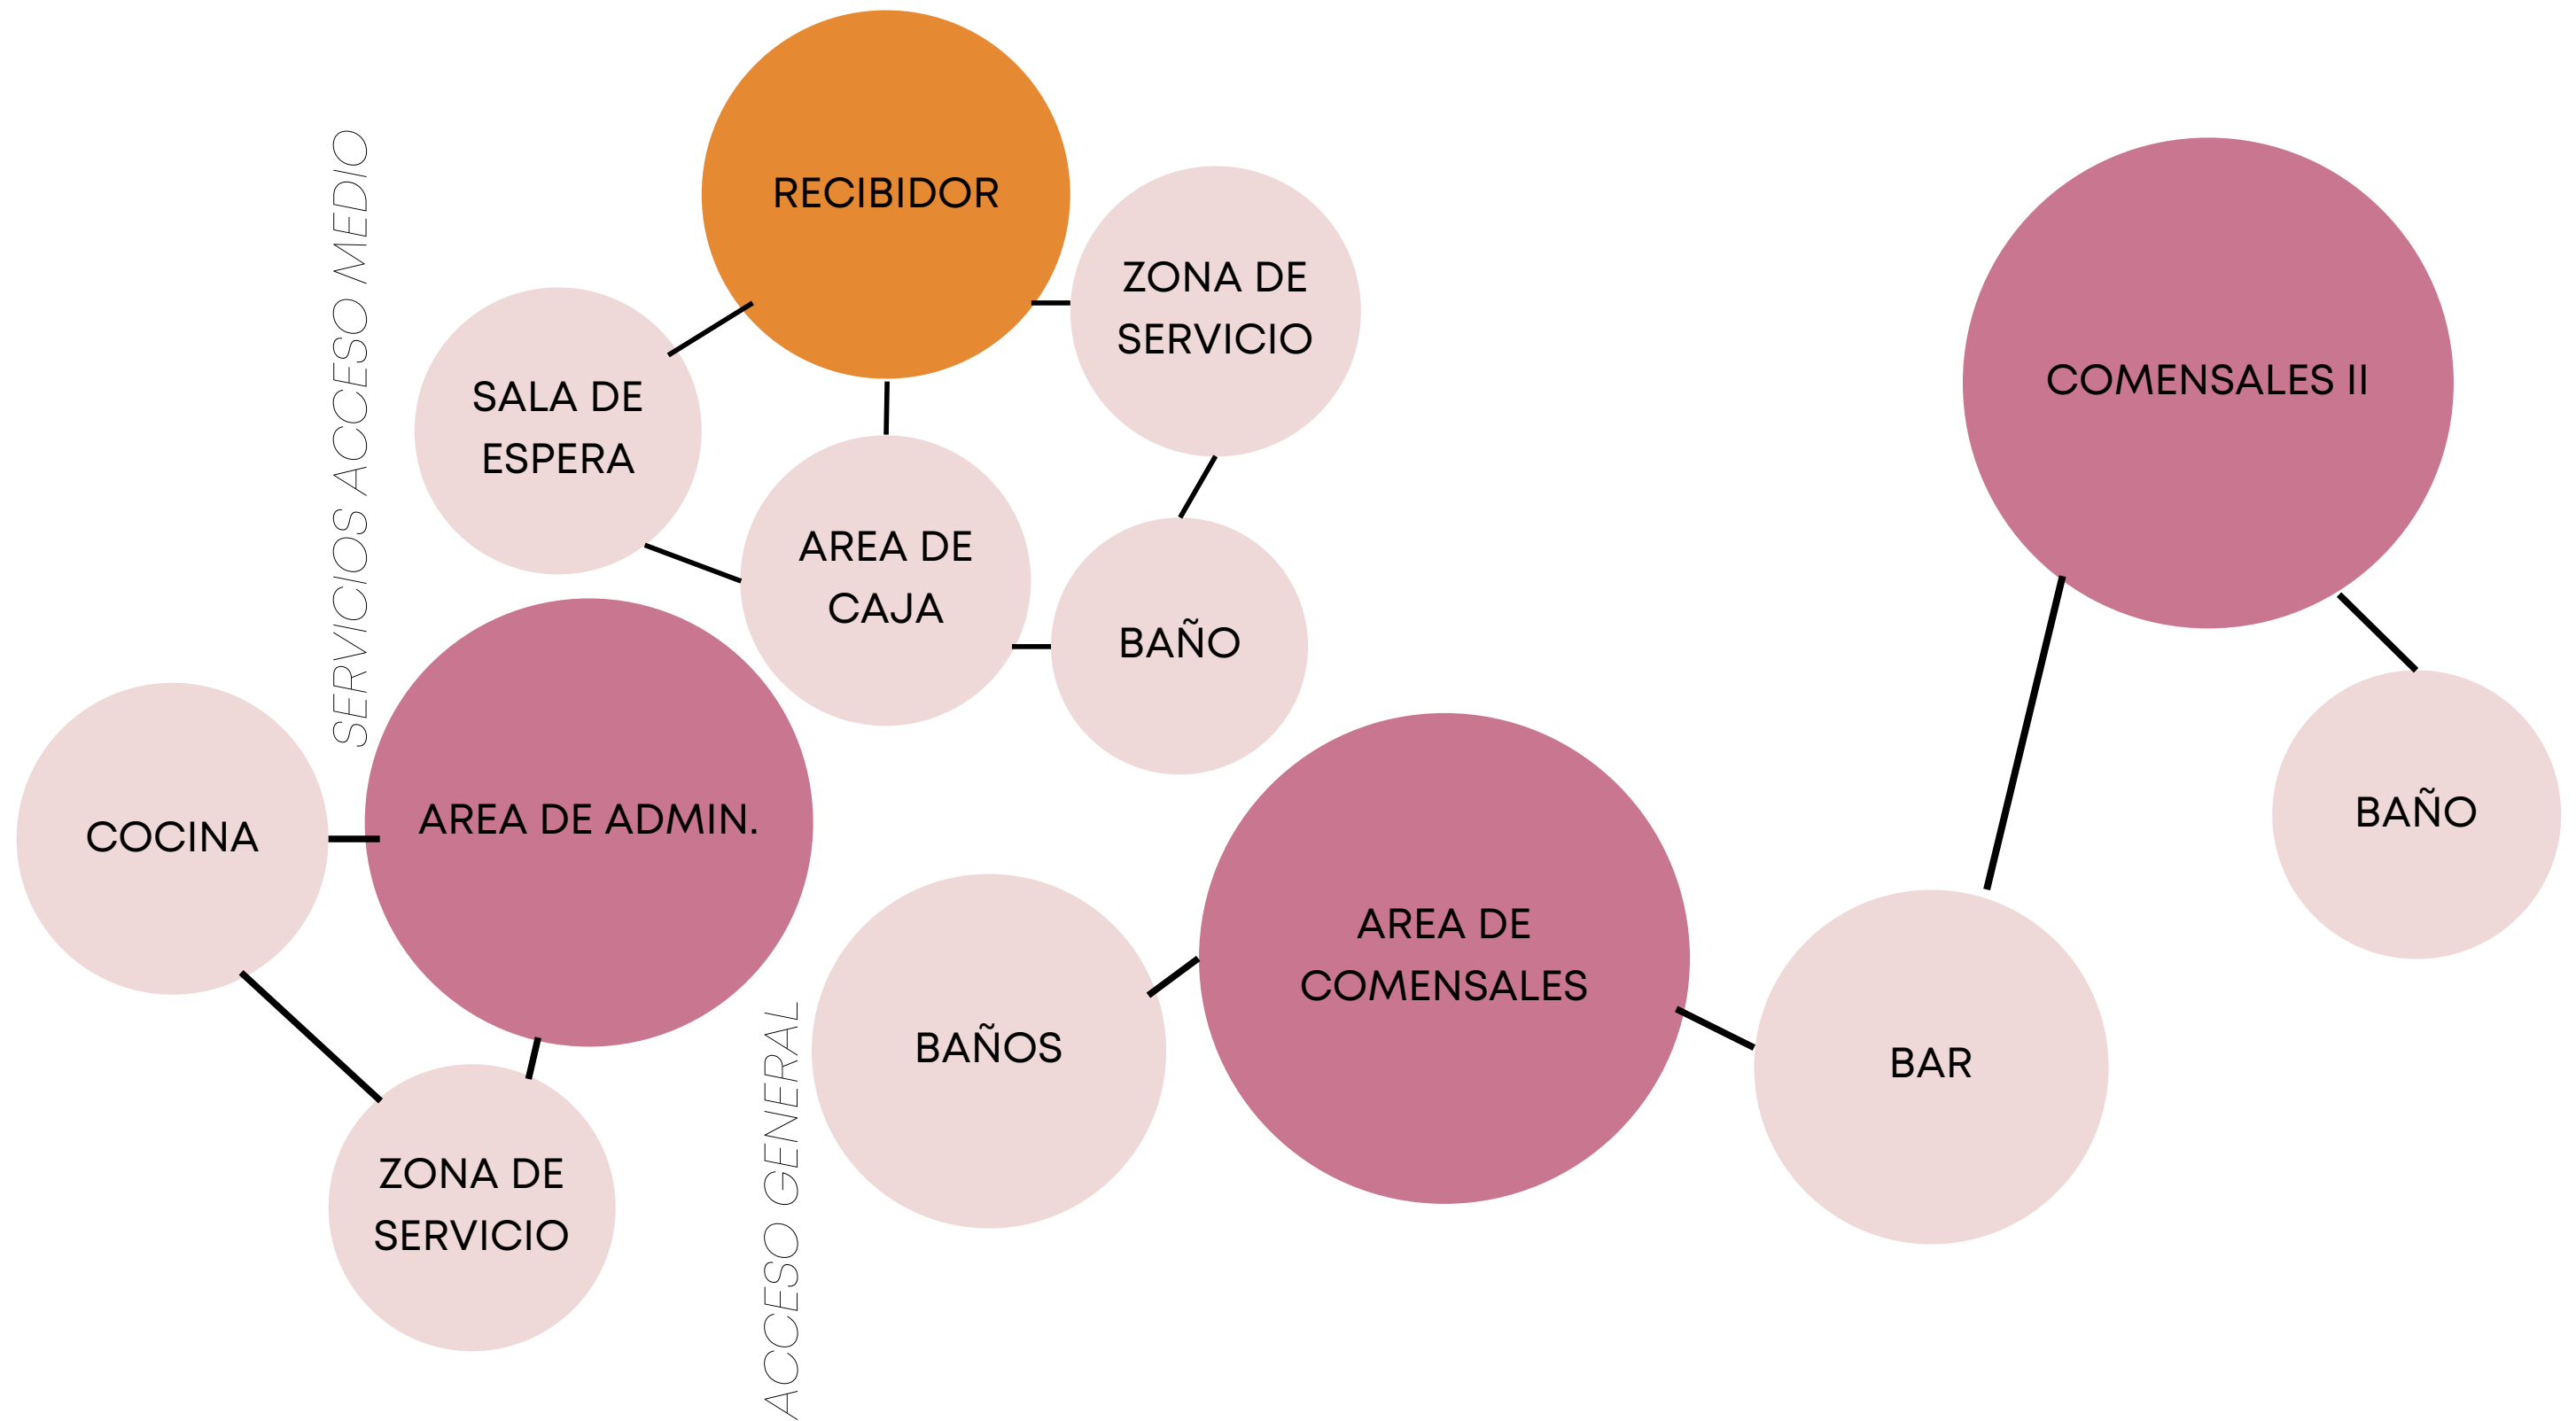 RECIBIDOR
SERVICIOS ACCESO MEDIO
ZONA DE
SERVICIO
SALA DE
ESPERA
COMENSALES II
AREA DE
CAJA
BAÑO
AREA DE ADMIN.
COCINA
BAÑO
AREA DE
COMENSALES
BAÑOS
BAR
ZONA DE
SERVICIO
ACCESO GENERAL